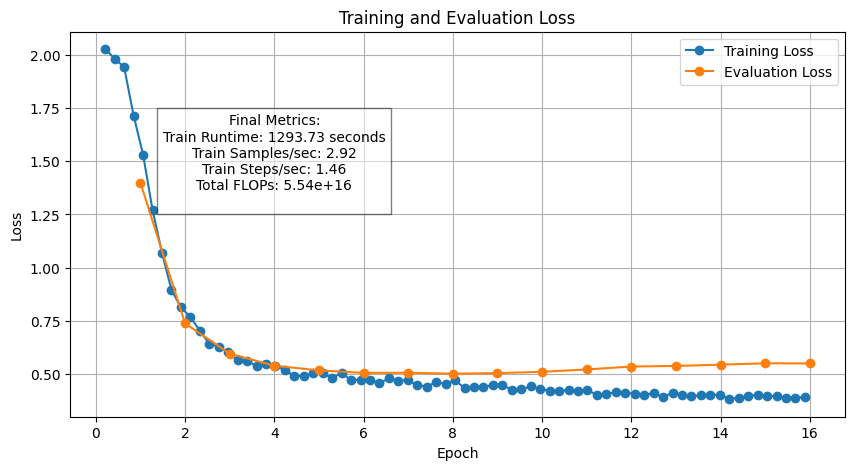 Training and Evaluation Loss
Training Loss
Evaluation Loss
Final Metrics:
Train Runtime: 1293.73 seconds
Train Samples/sec: 2.92
Train Steps/sec: 1.46
Total FLOPs: 5.54e+16
Loss
2.00
1.75
1.50
1.25
1.00
0.75
0.50
0 2 4 6 8 10 12 14 16
Epoch